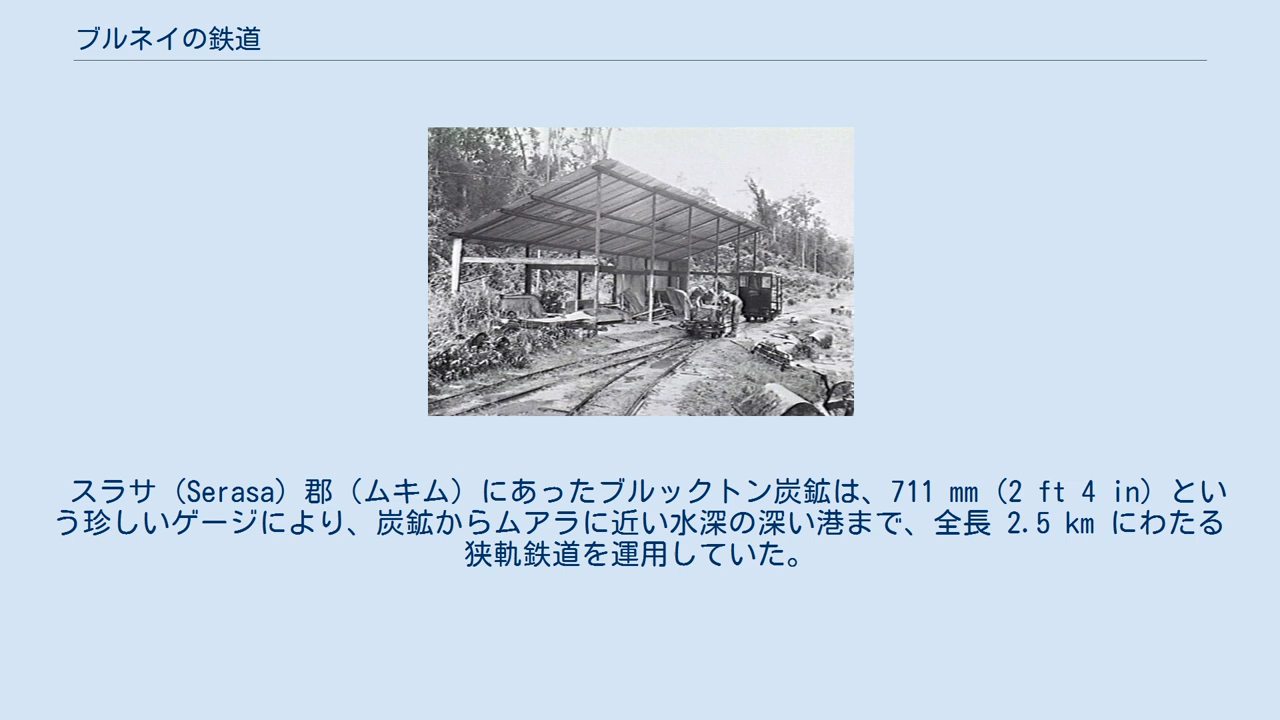 ブルネイの鉄道
スラサ（Serasa）郡（ムキム）にあったブルックトン炭鉱は、711 mm（2 ft 4 in）とい
う珍しいゲージにより、炭鉱からムアラに近い水深の深い港まで、全長 2.5 km にわたる
狭軌鉄道を運用していた。